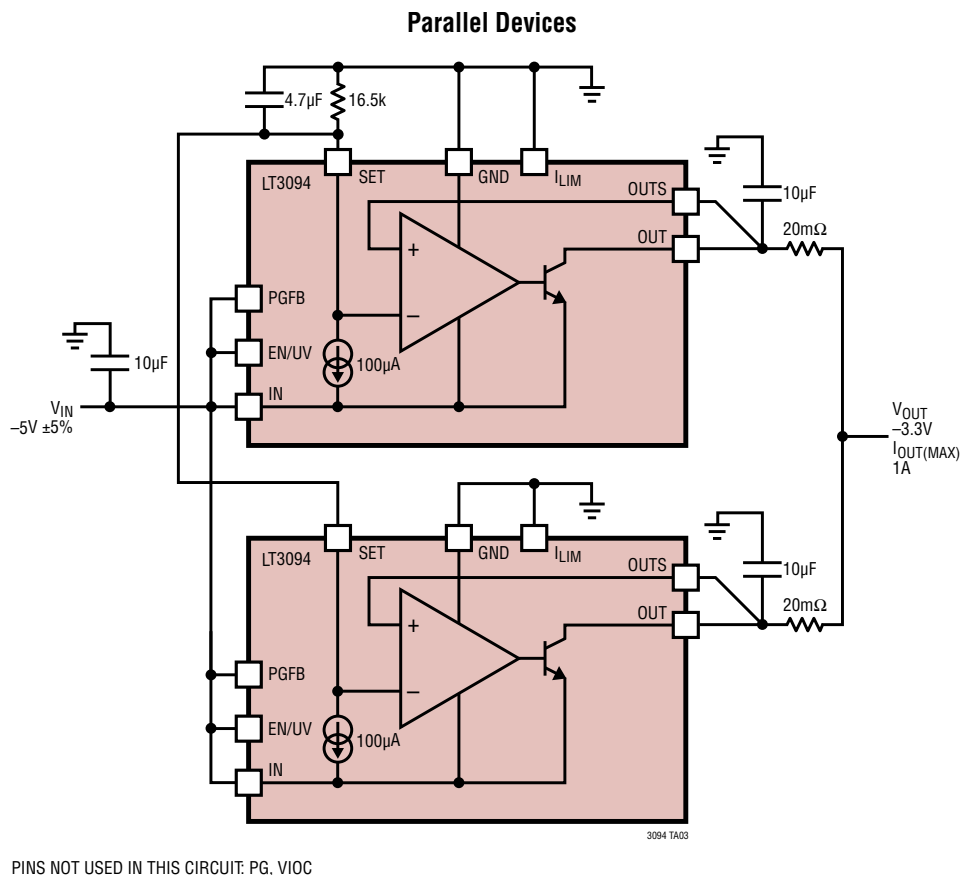 Parallel Devices
4.7µF
16.5k
LT3094
SET
GND
ILIM
OUTS
OUT
10µF
20mΩ
+
–
PGFB
EN/UV
100µA
IN
10µF
VIN
–5V ±5%
VOUT
–3.3V
IOUT(MAX)
1A
LT3094
SET
GND
ILIM
OUTS
OUT
10µF
20mΩ
+
–
PGFB
EN/UV
100µA
IN
3094 TA03
PINS NOT USED IN THIS CIRCUIT: PG, VIOC